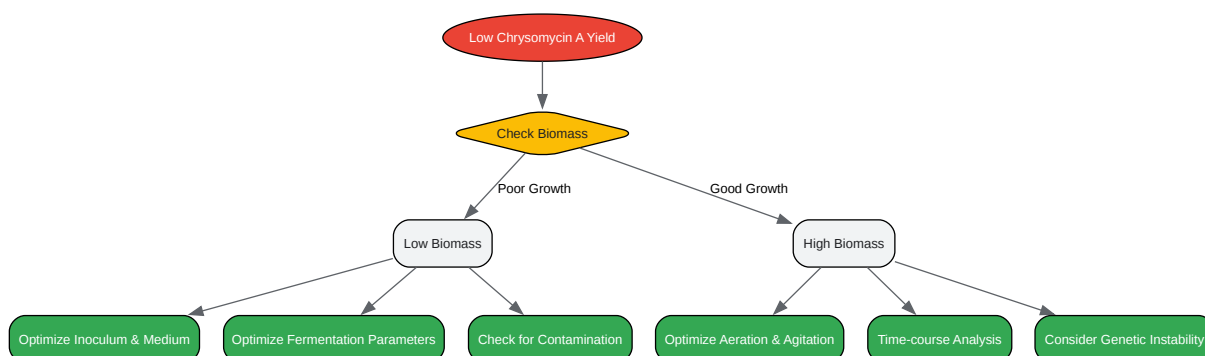 Low Chrysomycin A Yield
Check Biomass
Poor Growth
Good Growth
Low Biomass
High Biomass
Optimize Inoculum & Medium
Optimize Fermentation Parameters
Check for Contamination
Optimize Aeration & Agitation
Time-course Analysis
Consider Genetic Instability